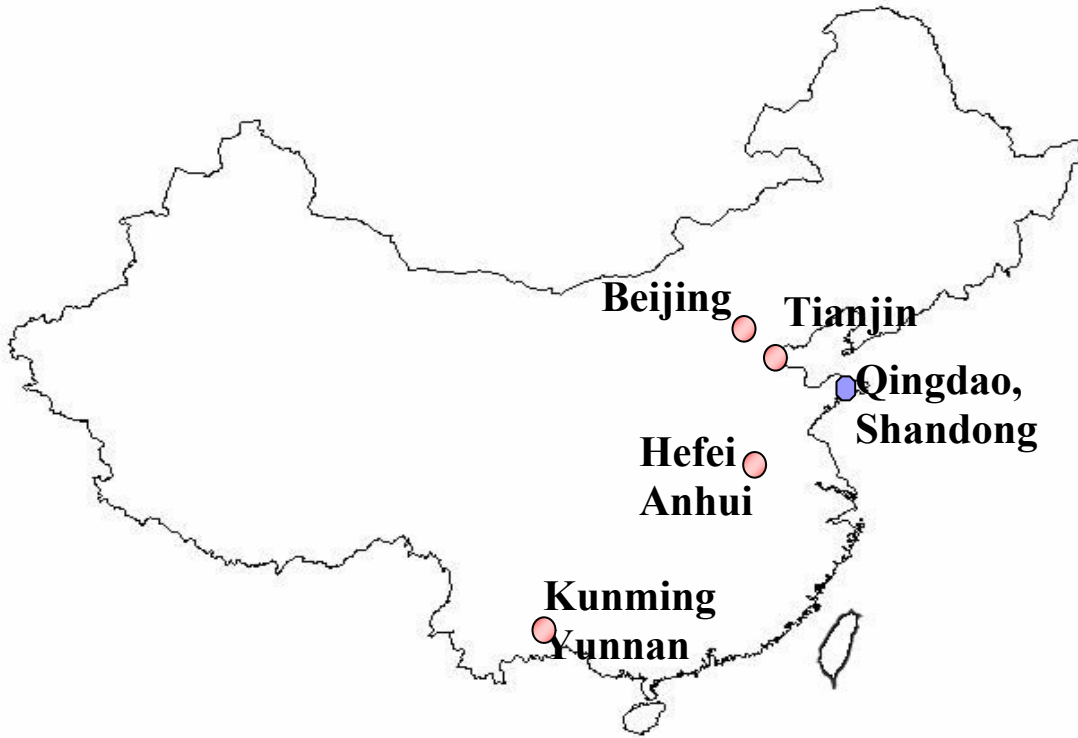 Beijing
Tianjin
Qingdao,
Shandong
Hefei
Anhui
Kunming
Yunnan